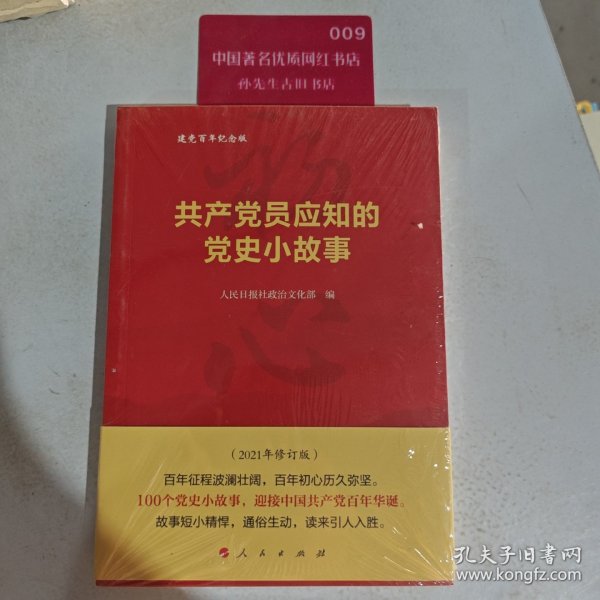 009
中国著名优质网红书店
孙先生古旧书店
建党百年纪念版
初心
共产党员应知的
党史小故事
人民日报社政治文化部 编
(2021年修订版)
百年征程波澜壮阔，百年初心历久弥坚。
100个党史小故事，迎接中国共产党百年华诞。
故事短小精悍，通俗生动，读来引人入胜。
人民出版社
孔夫子旧书网
www.kongfz.com